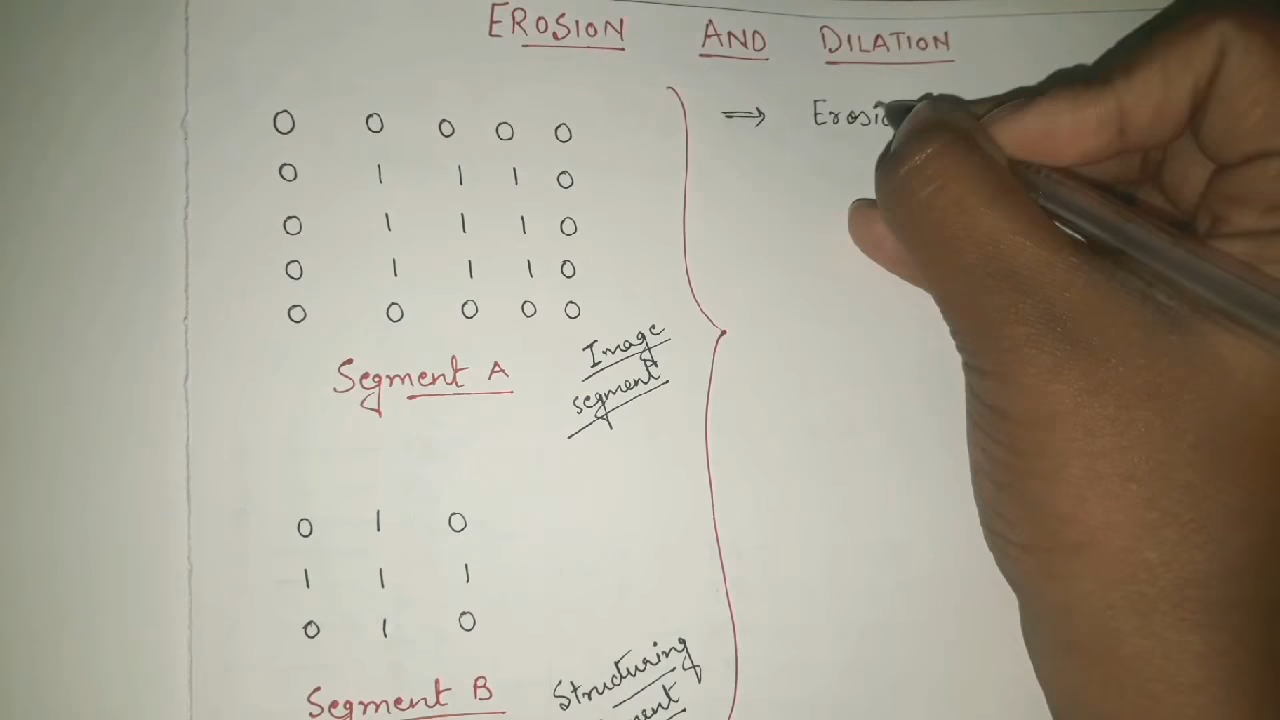 EROSION AND DILATION
0 0 0 0 0
0 1 1 1 0
0 1 1 1 0
0 1 1 1 0
0 0 0 0 0
Segment A
Image
segment
0 1 0
1 1 1
0 1 0
Segment B
Structuring
⇒ Erosi